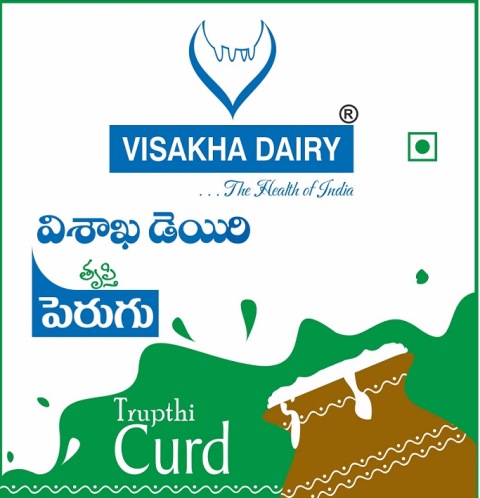 ®
VISAKHA DAIRY
...The Health of India
విశాఖ డెయిరి
తృప్తి
పెరుగు
Trupthi
Curd